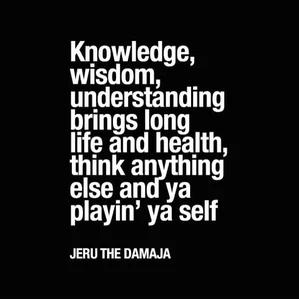 Knowledge,
wisdom,
understanding
brings long
life and health,
think anything
else and ya
playin’ ya self
JERU THE DAMAJA